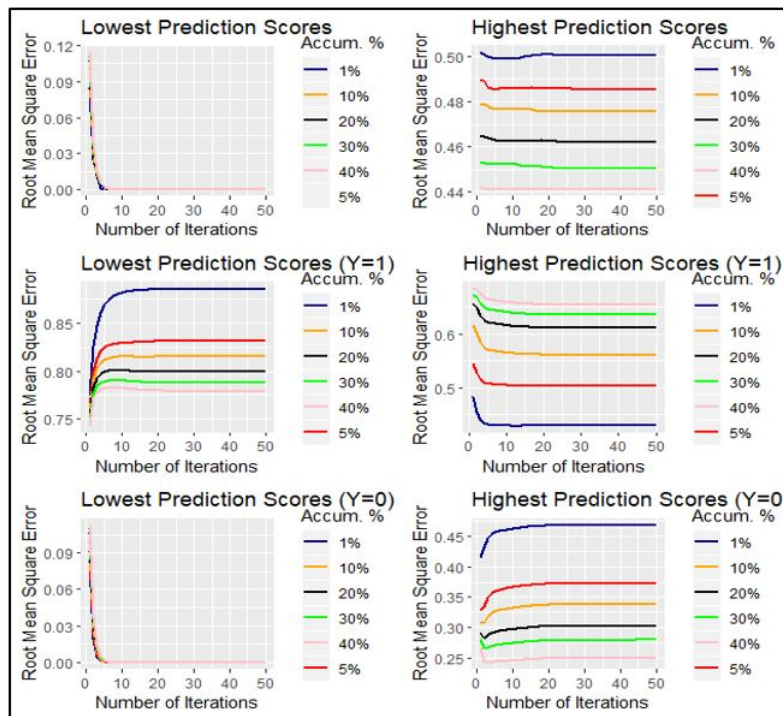 Lowest Prediction Scores
Root Mean Square Error
0.12
0.09
0.06
0.03
0.00
0 10 20 30 40 50
Number of Iterations
Accum. %
1%
10%
20%
30%
40%
5%
Highest Prediction Scores
Root Mean Square Error
0.50
0.48
0.46
0.44
0 10 20 30 40 50
Number of Iterations
Accum. %
1%
10%
20%
30%
40%
5%
Lowest Prediction Scores (Y=1)
Root Mean Square Error
0.85
0.80
0.75
0 10 20 30 40 50
Number of Iterations
Accum. %
1%
10%
20%
30%
40%
5%
Highest Prediction Scores (Y=1)
Root Mean Square Error
0.6
0.5
0 10 20 30 40 50
Number of Iterations
Accum. %
1%
10%
20%
30%
40%
5%
Lowest Prediction Scores (Y=0)
Root Mean Square Error
0.09
0.06
0.03
0.00
0 10 20 30 40 50
Number of Iterations
Accum. %
1%
10%
20%
30%
40%
5%
Highest Prediction Scores (Y=0
Root Mean Square Error
0.45
0.40
0.35
0.30
0.25
0 10 20 30 40 50
Number of Iterations
Accum. %
1%
10%
20%
30%
40%
5%